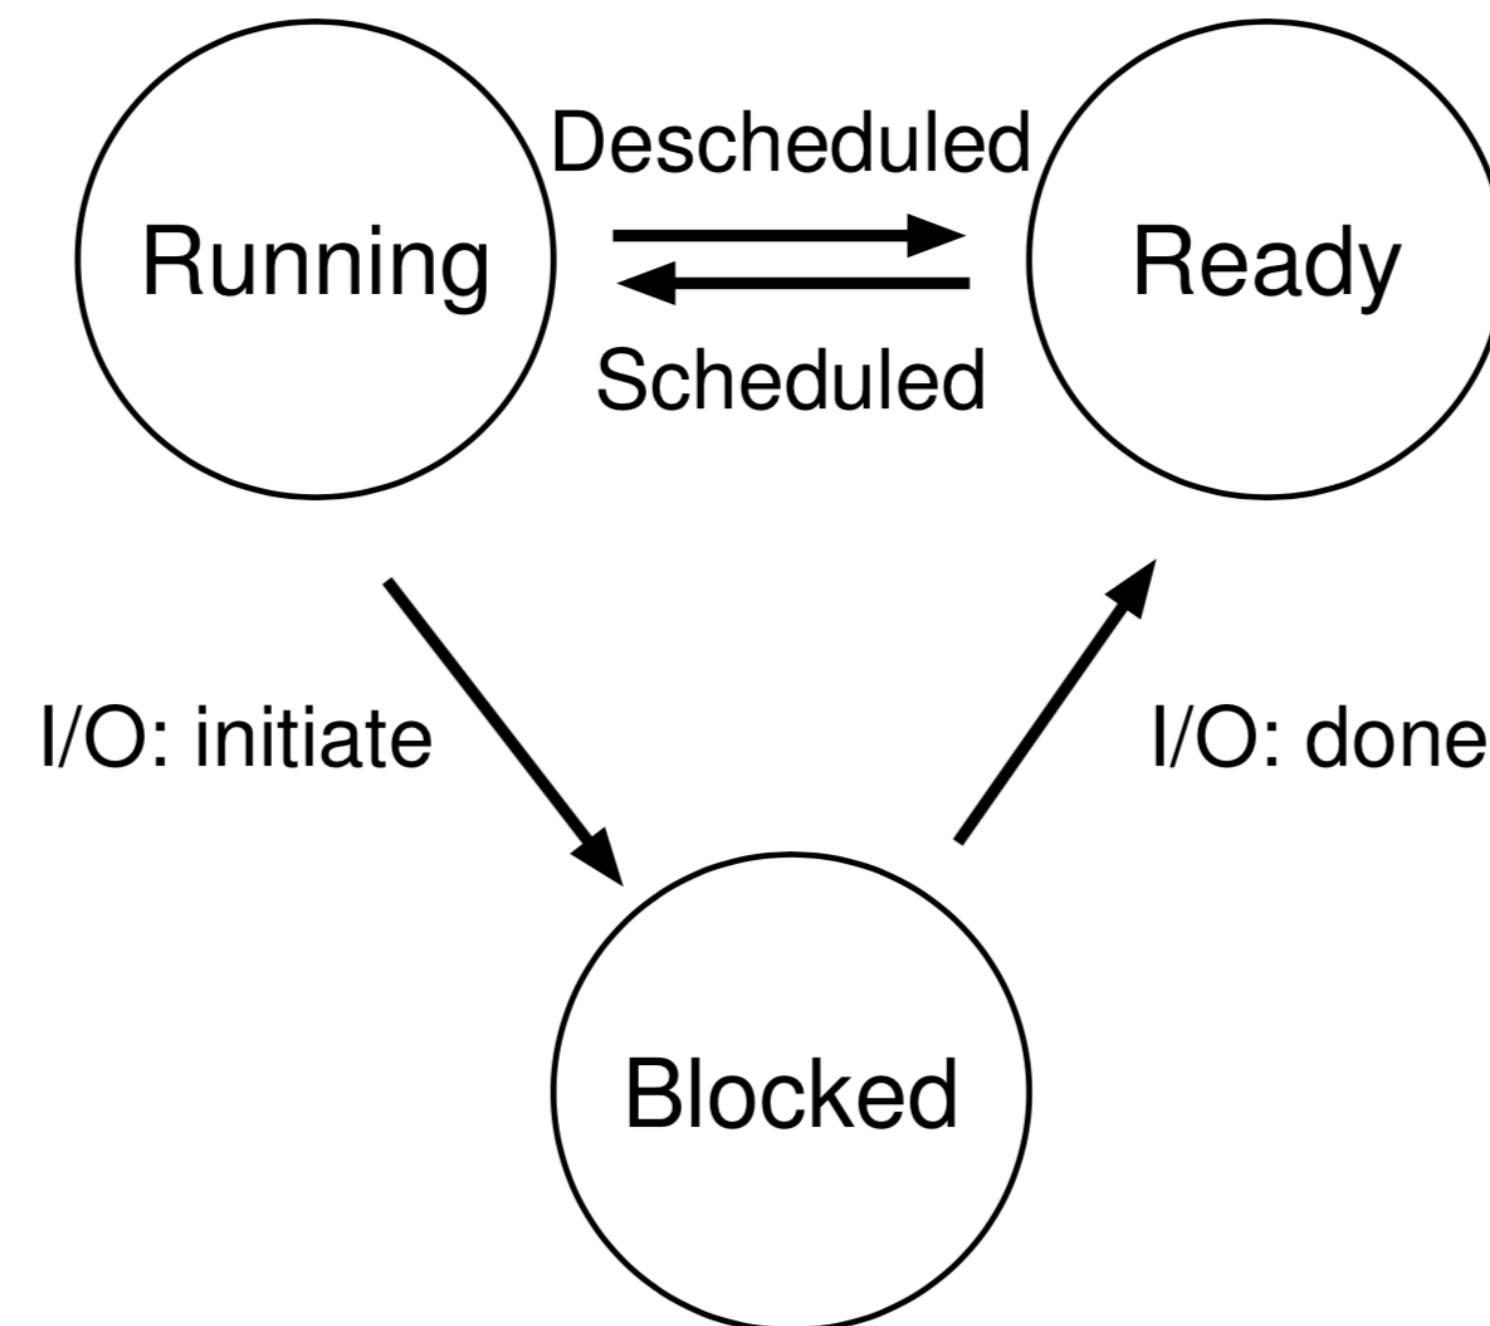 Descheduled
Running
Ready
Scheduled
I/O: initiate
I/O: done
Blocked